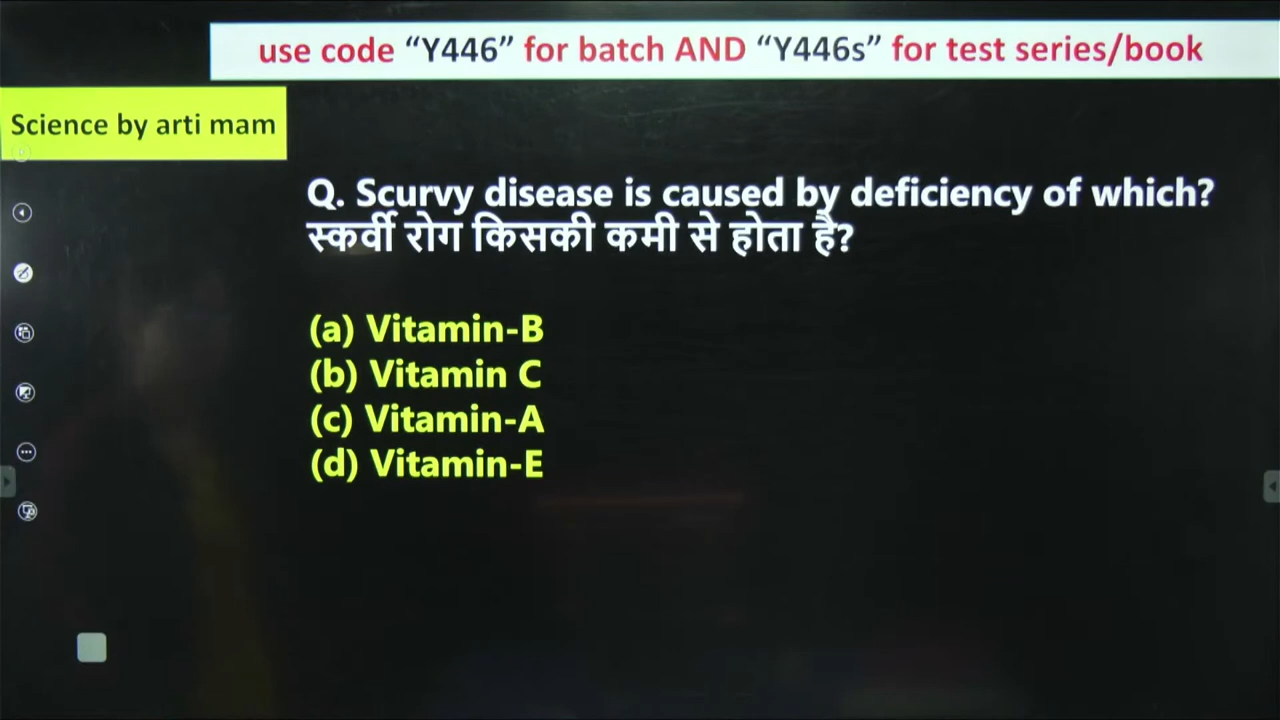 use code “Y446” for batch AND “Y446s” for test series/book
Science by arti mam
Q. Scurvy disease is caused by deficiency of which?
स्कर्वी रोग किसकी कमी से होता है?
(a) Vitamin-B
(b) Vitamin C
(c) Vitamin-A
(d) Vitamin-E